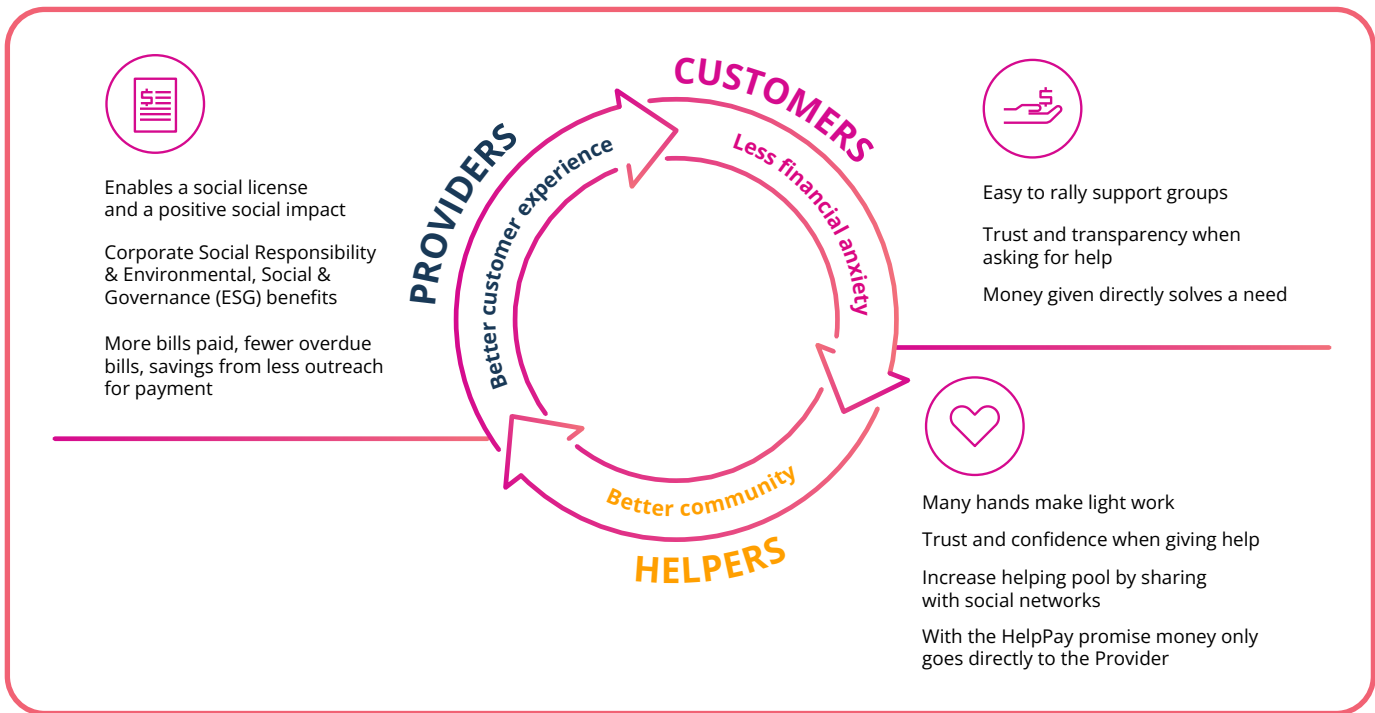 Enables a social license
and a positive social impact
Corporate Social Responsibility
& Environmental, Social &
Governance (ESG) benefits
More bills paid, fewer overdue
bills, savings from less outreach
for payment
PROVIDERS
Better customer experience
CUSTOMERS
Less financial anxiety
HELPERS
Better community
$
Easy to rally support groups
Trust and transparency when
asking for help
Money given directly solves a need
Many hands make light work
Trust and confidence when giving help
Increase helping pool by sharing
with social networks
With the HelpPay promise money only
goes directly to the Provider
$